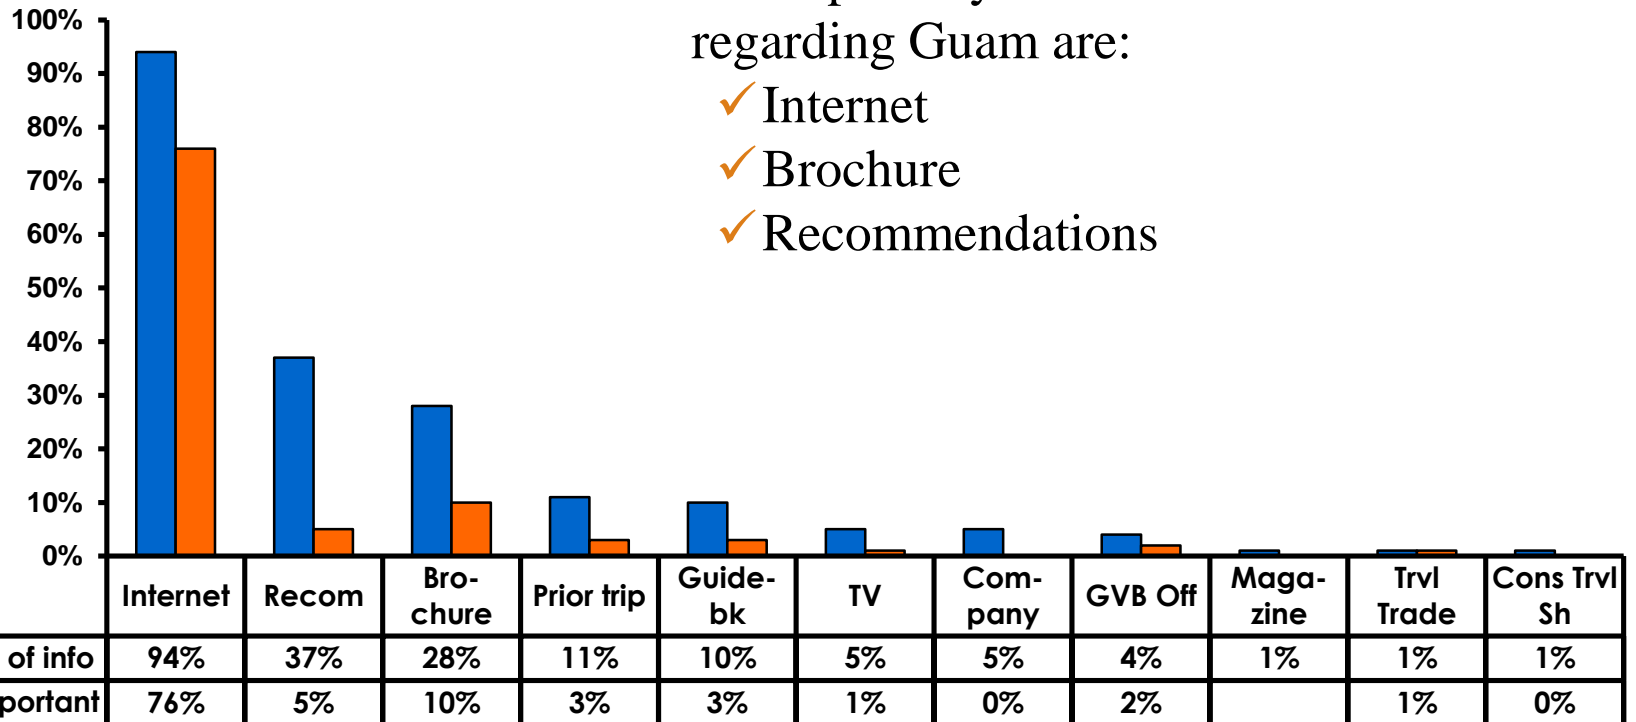 regarding Guam are:
✓Internet
✓Brochure
✓Recommendations
100%
90%
80%
70%
60%
50%
40%
30%
20%
10%
0%
Internet Recom Bro-chure Prior trip Guide-bk TV Com-pany GVB Off Maga-zine Trvl Trade Cons Trvl Sh
of info 94% 37% 28% 11% 10% 5% 5% 4% 1% 1% 1%
portant 76% 5% 10% 3% 3% 1% 0% 2% 1% 0%